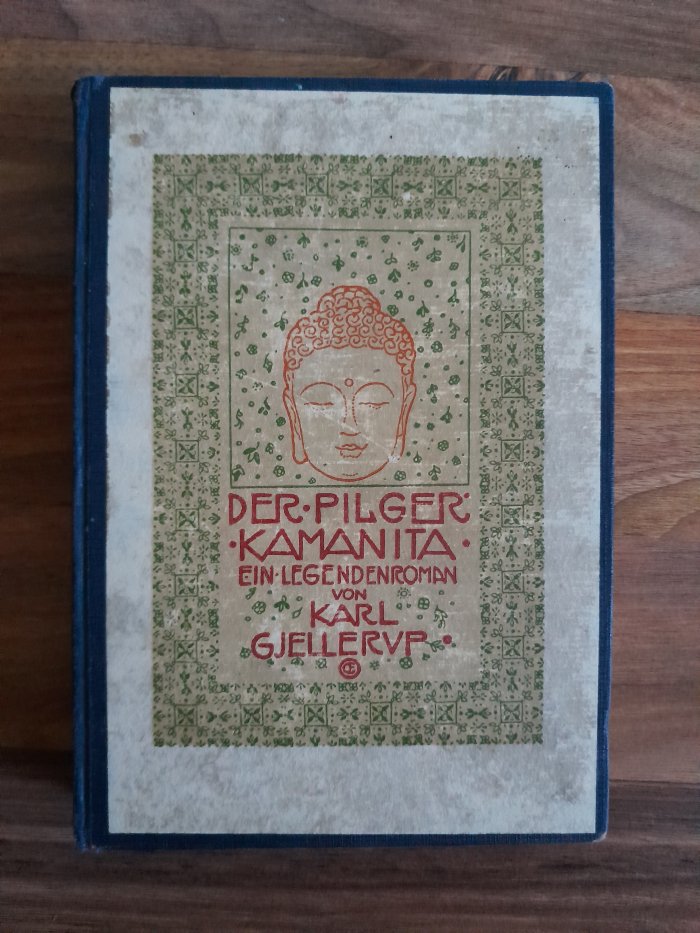 DER·PILGER·
·KAMANITA·
EIN·LEGENDENROMAN
VON
KARL
GJELLERVP·